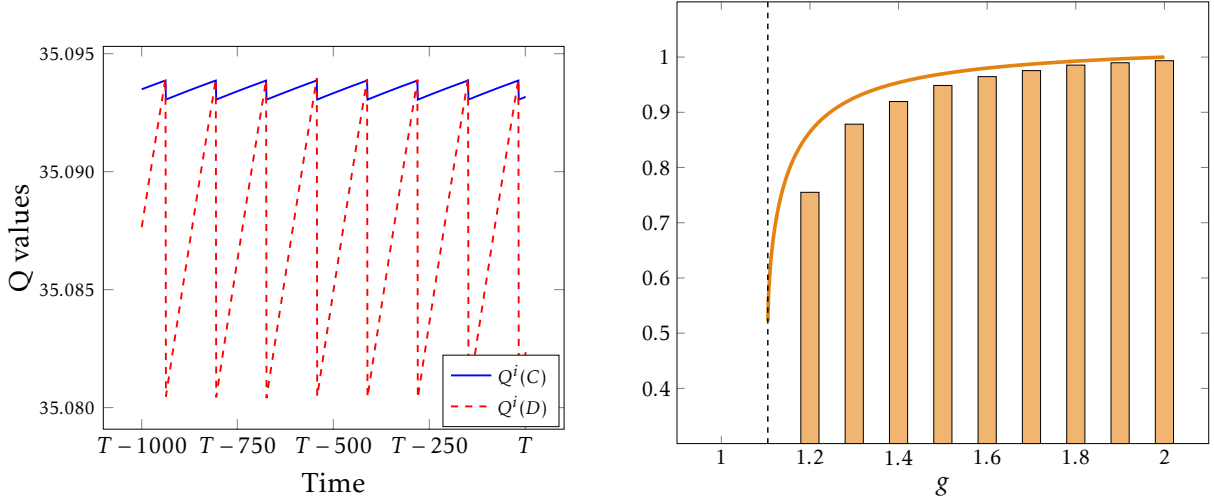 35.095
35.090
35.085
35.080
Q values
Q^i(C)
Q^i(D)
T − 1000 T − 750 T − 500 T − 250 T
Time
1
0.9
0.8
0.7
0.6
0.5
0.4
1 1.2 1.4 1.6 1.8 2
g